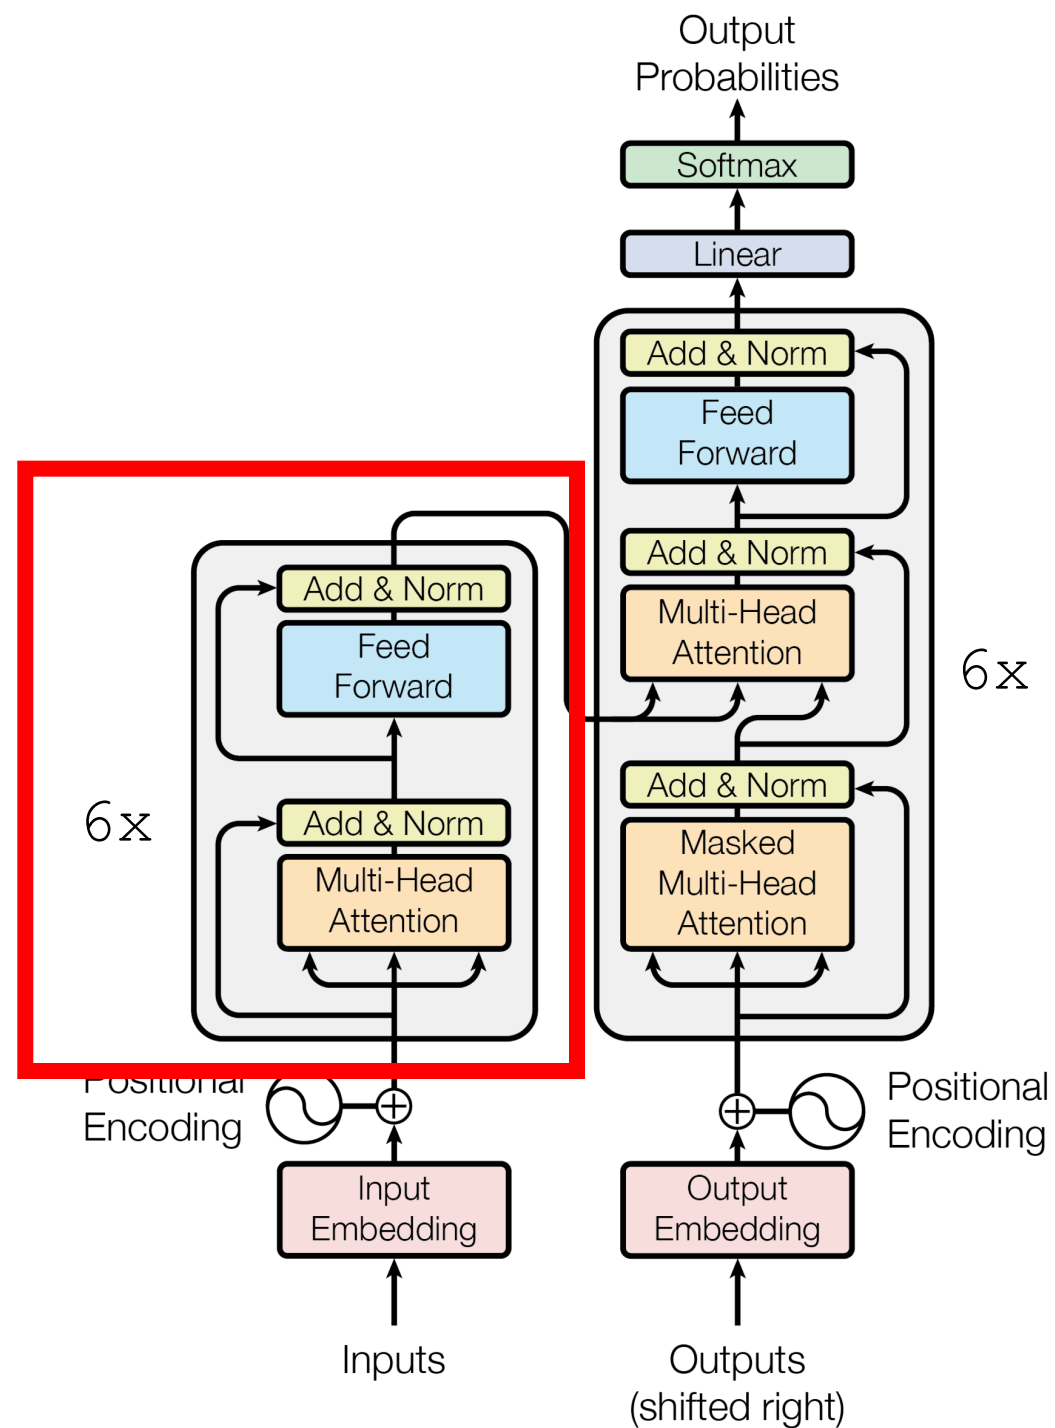 Output
Probabilities
Softmax
Linear
Add & Norm
Feed
Forward
Add & Norm
Multi-Head
Attention
6x
Add & Norm
Masked
Multi-Head
Attention
Add & Norm
Feed
Forward
6x
Add & Norm
Multi-Head
Attention
Positional
Encoding
Positional
Encoding
Input
Embedding
Output
Embedding
Inputs
Outputs
(shifted right)